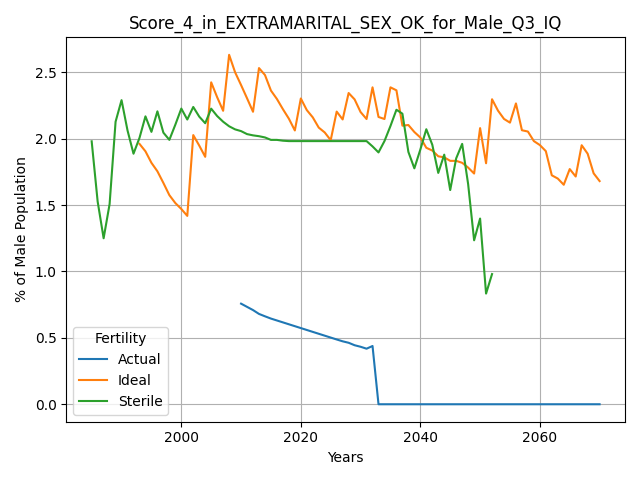 Score_4_in_EXTRAMARITAL_SEX_OK_for_Male_Q3_IQ
% of Male Population
2.5
2.0
1.5
1.0
0.5
0.0
Fertility
Actual
Ideal
Sterile
2000
2020
2040
2060
Years